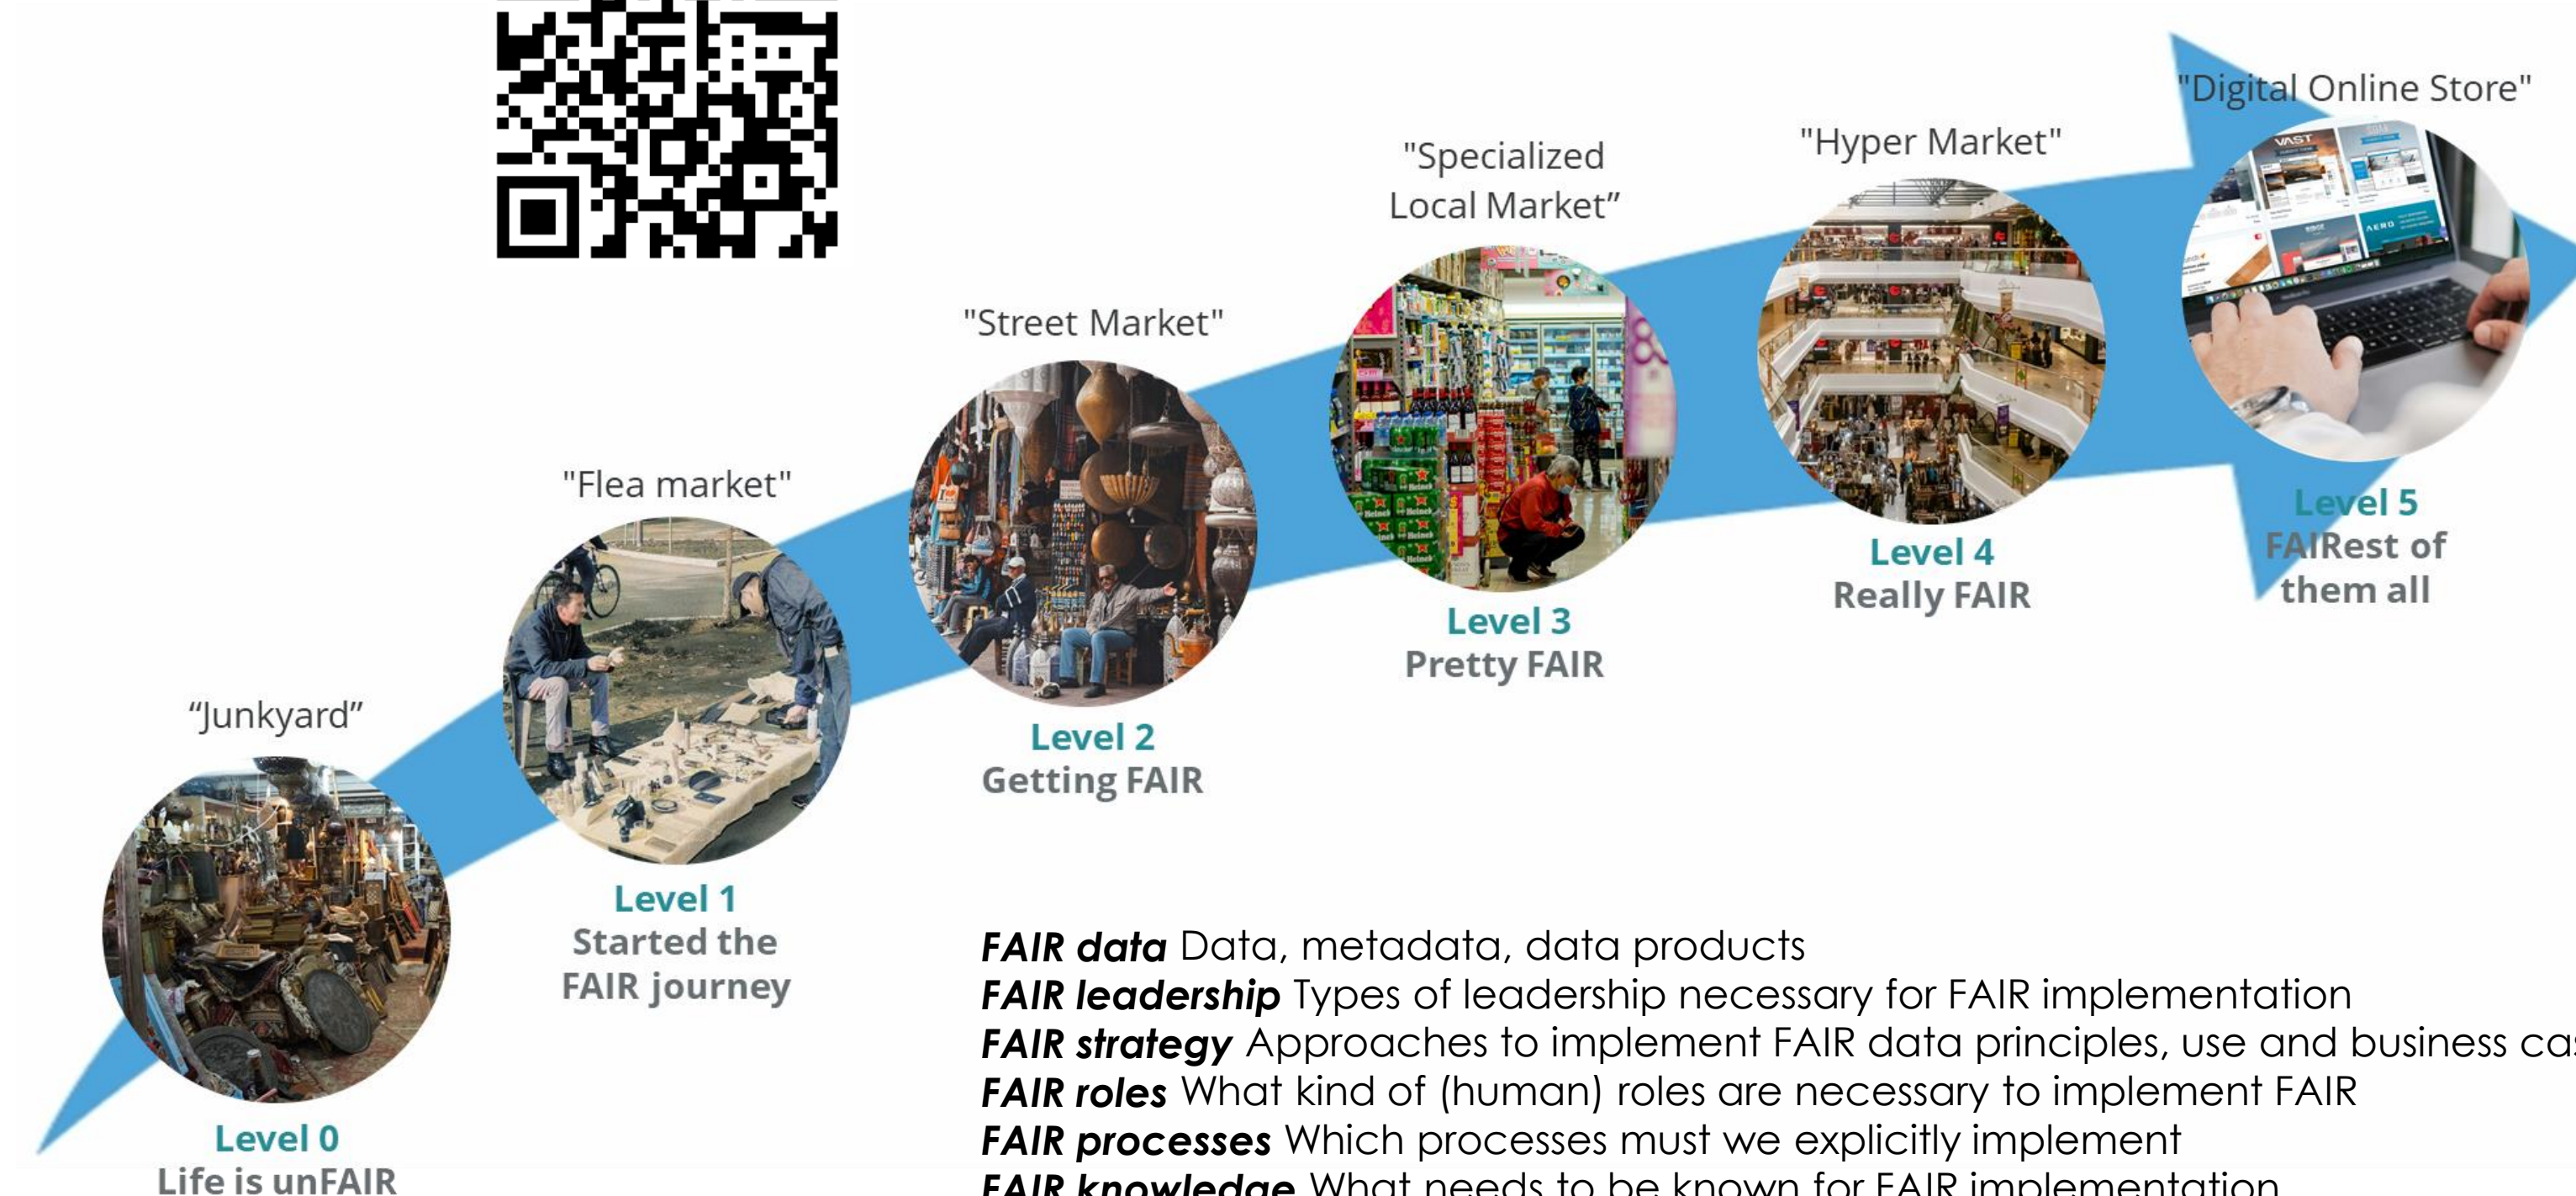 "Digital Online Store"
"Hyper Market"
"Specialized
Local Market”
"Street Market"
"Flea market"
“Junkyard”
Level 0
Life is unFAIR
Level 1
Started the
FAIR journey
Level 2
Getting FAIR
Level 3
Pretty FAIR
Level 4
Really FAIR
Level 5
FAIRest of
them all
VAST
AERO
Heineken
FAIR data Data, metadata, data products
FAIR leadership Types of leadership necessary for FAIR implementation
FAIR strategy Approaches to implement FAIR data principles, use and business
FAIR roles What kind of (human) roles are necessary to implement FAIR
FAIR processes Which processes must we explicitly implement
FAIR knowledge What needs to be known for FAIR implementation